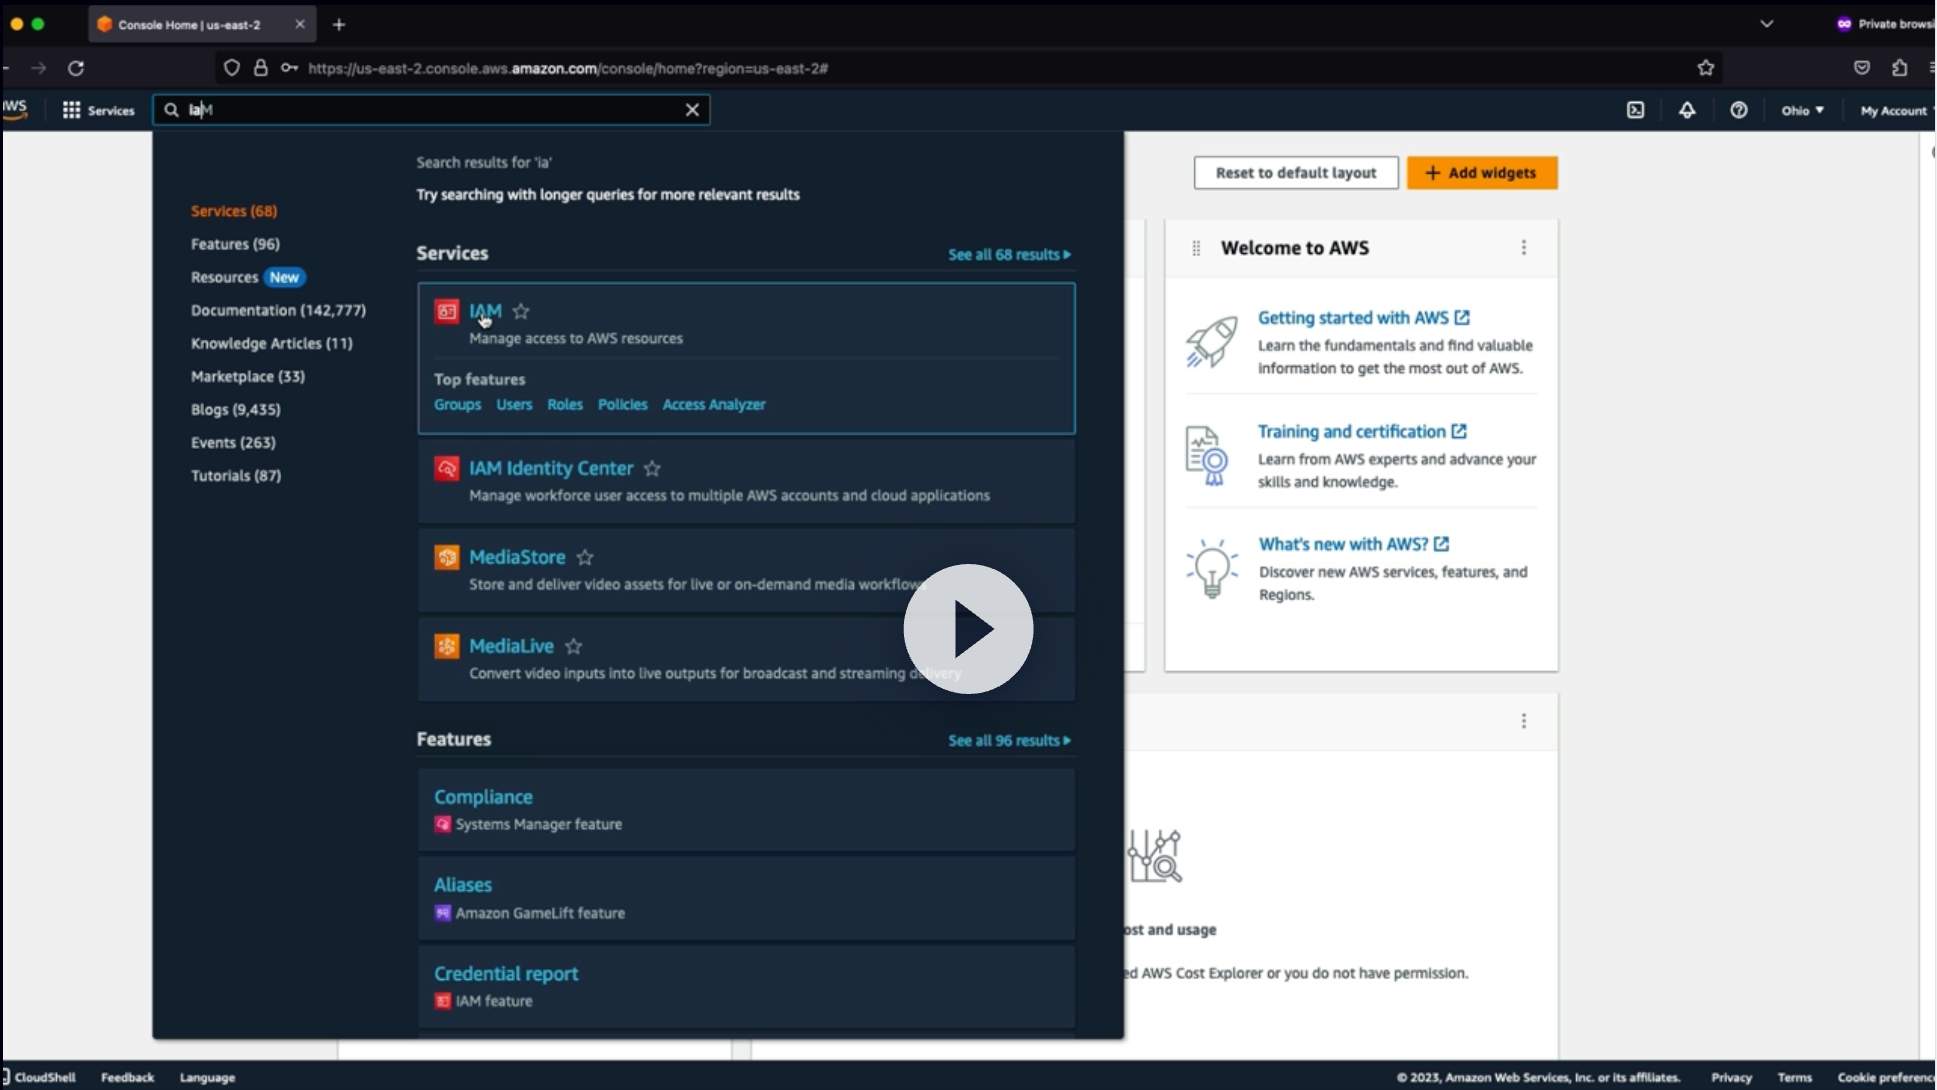 Console Home | us-east-2
Private browsi
https://us-east-2.console.aws.amazon.com/console/home?region=us-east-2#
Services
iaM
Ohio
My Account
Search results for 'ia'
Try searching with longer queries for more relevant results
Reset to default layout
+ Add widgets
Services (68)
Features (96)
Resources New
Documentation (142,777)
Knowledge Articles (11)
Marketplace (33)
Blogs (9,435)
Events (263)
Tutorials (87)
Services
See all 68 results
IAM
Manage access to AWS resources
Top features
Groups Users Roles Policies Access Analyzer
IAM Identity Center
Manage workforce user access to multiple AWS accounts and cloud applications
MediaStore
Store and deliver video assets for live or on-demand media workflows
MediaLive
Convert video inputs into live outputs for broadcast and streaming delivery
Features
See all 96 results
Compliance
Systems Manager feature
Aliases
Amazon GameLift feature
Credential report
IAM feature
Welcome to AWS
Getting started with AWS
Learn the fundamentals and find valuable
information to get the most out of AWS.
Training and certification
Learn from AWS experts and advance your
skills and knowledge.
What's new with AWS?
Discover new AWS services, features, and
Regions.
ost and usage
ed AWS Cost Explorer or you do not have permission.
CloudShell
Feedback
Language
© 2023, Amazon Web Services, Inc. or its affiliates.
Privacy
Terms
Cookie preferenc